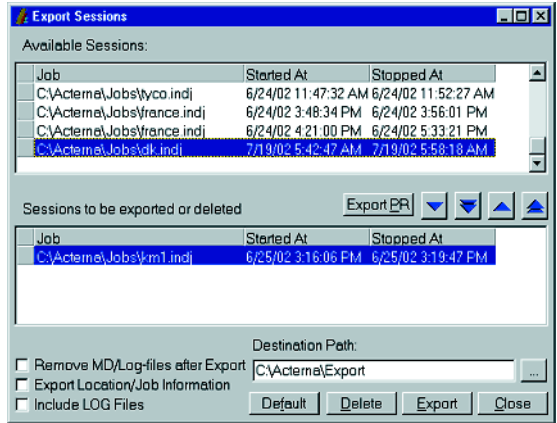 Export Sessions
Available Sessions:
Job Started At Stopped At
C:\Acterna\Jobs\tyco.indj 6/24/02 11:47:32 AM 6/24/02 11:52:27 AM
C:\Acterna\Jobs\france.indj 6/24/02 3:48:34 PM 6/24/02 3:56:01 PM
C:\Acterna\Jobs\france.indj 6/24/02 4:21:00 PM 6/24/02 5:33:21 PM
C:\Acterna\Jobs\dk.indj 7/19/02 5:42:47 AM 7/19/02 5:58:18 AM
Sessions to be exported or deleted Export PR
Job Started At Stopped At
C:\Acterna\Jobs\km1.indj 6/25/02 3:16:06 PM 6/25/02 3:19:47 PM
Destination Path:
Remove MD/Log-files after Export C:\Acterna\Export ...
Export Location/Job Information
Include LOG Files Default Delete Export Close